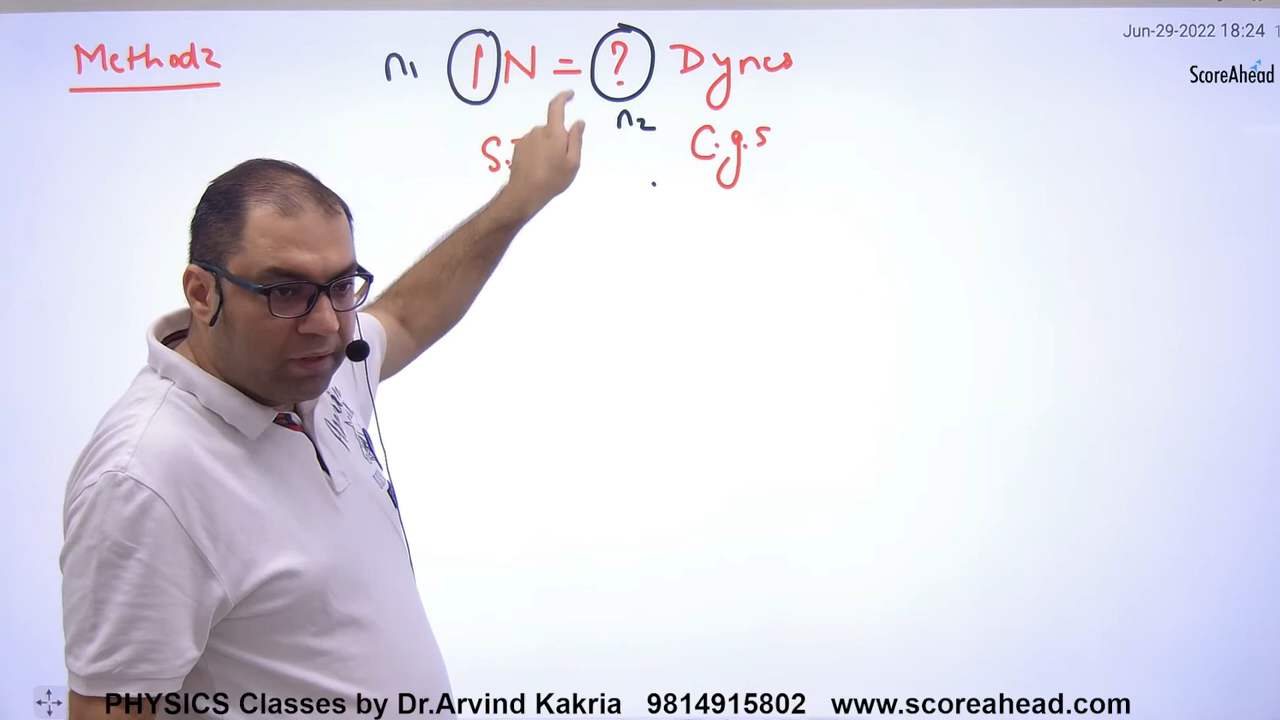 Jun-29-2022 18:24
ScoreAhead
Method2
n1 1 N = ? Dynes
n2
S.I C.g.s
PHYSICS Classes by Dr.Arvind Kakria 9814915802 www.scoreahead.com